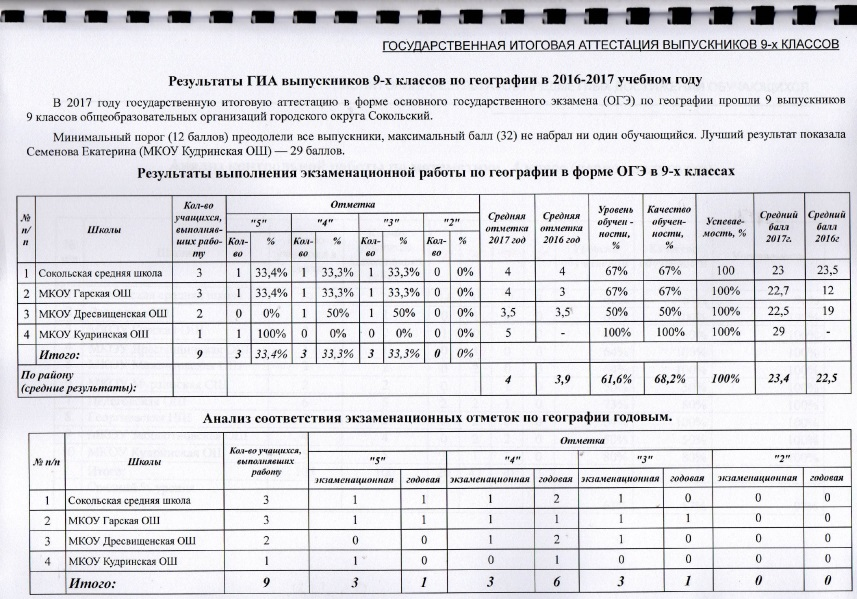 ГОСУДАРСТВЕННАЯ ИТОГОВАЯ АТТЕСТАЦИЯ ВЫПУСКНИКОВ 9-х КЛАССОВ
Результаты ГИА выпускников 9-х классов по географии в 2016-2017 учебном году
В 2017 году государственную итоговую аттестацию в форме основного государственного экзамена (ОГЭ) по географии прошли 9 выпускников
9 классов общеобразовательных организаций городского округа Сокольский.
Минимальный порог (12 баллов) преодолели все выпускники, максимальный балл (32) не набрал ни один обучающийся. Лучший результат показала
Семенова Екатерина (МКОУ Кудринская ОШ) — 29 баллов.
Результаты выполнения экзаменационной работы по географии в форме ОГЭ в 9-х классах
№ п/п Школы Кол-во учащихся, выполняв-ших рабо-ту Отметка Средняя отметка 2017 год Средняя отметка 2016 год Уровень обучен - ности, % Качество обучен-ности, % Успевае-мость, % Средний балл 2017г. Средний балл 2016г
"5" "4" "3" "2"
Кол-во % Кол-во % Кол-во % Кол-во %
1 Сокольская средняя школа 3 1 33,4% 1 33,3% 1 33,3% 0 0% 4 4 67% 67% 100 23 23,5
2 МКОУ Гарская ОШ 3 1 33,4% 1 33,3% 1 33,3% 0 0% 4 3 67% 67% 100% 22,7 12
3 МКОУ Дресвищенская ОШ 2 0 0% 1 50% 1 50% 0 0% 3,5 3,5 50% 50% 100% 22,5 19
4 МКОУ Кудринская ОШ 1 1 100% 0 0% 0 0% 0 0% 5 - 100% 100% 100% 29 -
Итого: 9 3 33,4% 3 33,3% 3 33,3% 0 0%
По району
(средние результаты): 4 3,9 61,6% 68,2% 100% 23,4 22,5
Анализ соответствия экзаменационных отметок по географии годовым.
№ п/п Школы Кол-во учащихся, выполнявших работу Отметка
"5" "4" "3" "2"
экзаменационная годовая экзаменационная годовая экзаменационная годовая экзаменационная годовая
1 Сокольская средняя школа 3 1 1 1 2 1 0 0 0
2 МКОУ Гарская ОШ 3 1 1 1 1 1 1 0 0
3 МКОУ Дресвищенская ОШ 2 0 0 1 2 1 0 0 0
4 МКОУ Кудринская ОШ 1 1 0 0 1 0 0 0 0
Итого: 9 3 1 3 6 3 1 0 0